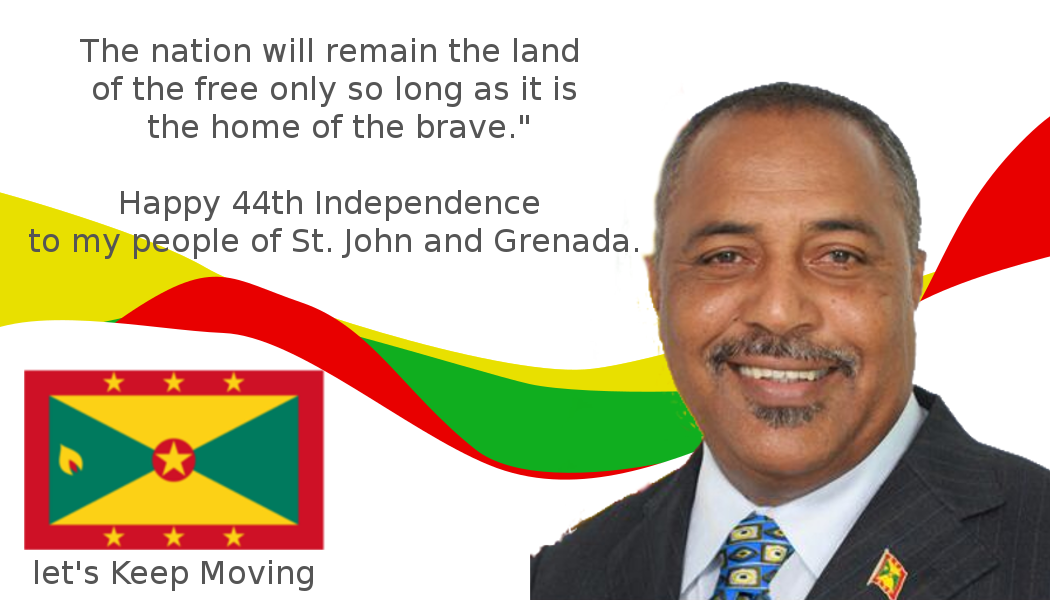 The nation will remain the land
of the free only so long as it is
the home of the brave."
Happy 44th Independence
to my people of St. John and Grenada.
let's Keep Moving